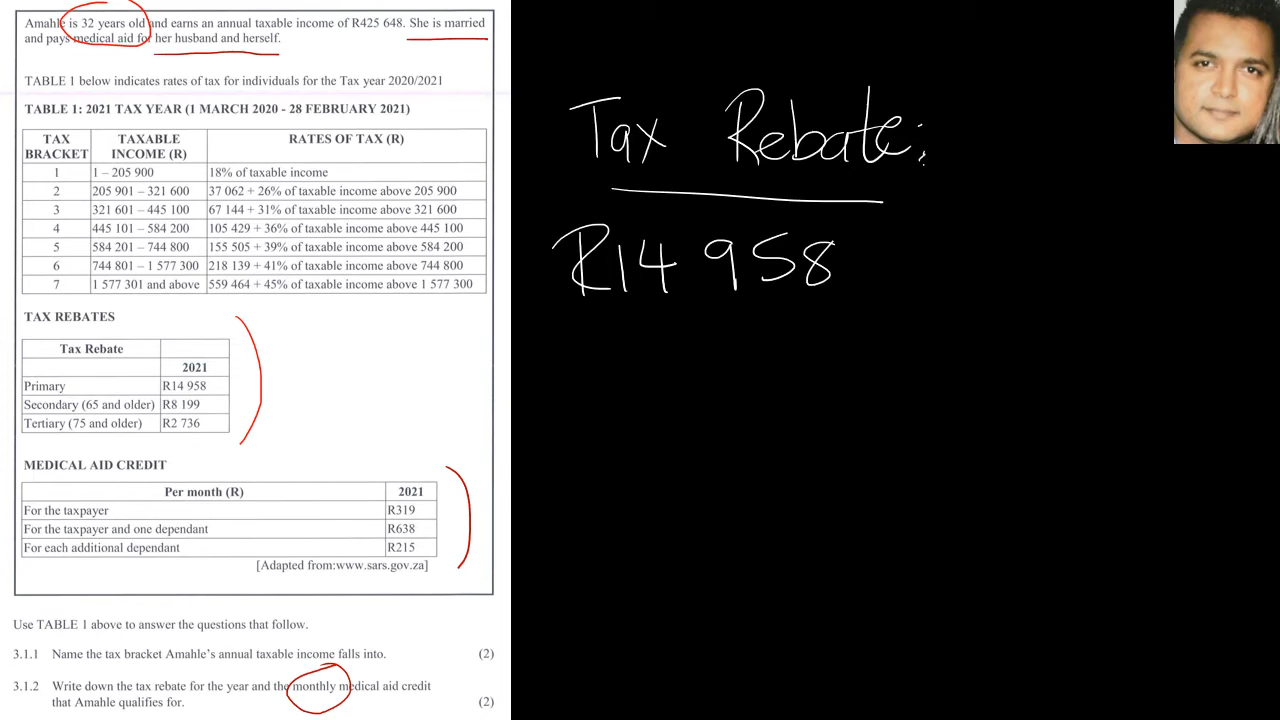 Amahle is 32 years old and earns an annual taxable income of R425 648. She is married
and pays medical aid for her husband and herself.
TABLE 1 below indicates rates of tax for individuals for the Tax year 2020/2021
TABLE 1: 2021 TAX YEAR (1 MARCH 2020 - 28 FEBRUARY 2021)
TAX BRACKET TAXABLE INCOME (R) RATES OF TAX (R)
1 1 – 205 900 18% of taxable income
2 205 901 – 321 600 37 062 + 26% of taxable income above 205 900
3 321 601 – 445 100 67 144 + 31% of taxable income above 321 600
4 445 101 – 584 200 105 429 + 36% of taxable income above 445 100
5 584 201 – 744 800 155 505 + 39% of taxable income above 584 200
6 744 801 – 1 577 300 218 139 + 41% of taxable income above 744 800
7 1 577 301 and above 559 464 + 45% of taxable income above 1 577 300
TAX REBATES
Tax Rebate
2021
Primary R14 958
Secondary (65 and older) R8 199
Tertiary (75 and older) R2 736
MEDICAL AID CREDIT
Per month (R) 2021
For the taxpayer R319
For the taxpayer and one dependant R638
For each additional dependant R215
[Adapted from:www.sars.gov.za]
Use TABLE 1 above to answer the questions that follow.
3.1.1 Name the tax bracket Amahle's annual taxable income falls into. (2)
3.1.2 Write down the tax rebate for the year and the monthly medical aid credit
that Amahle qualifies for. (2)
Tax Rebate:
R14 958